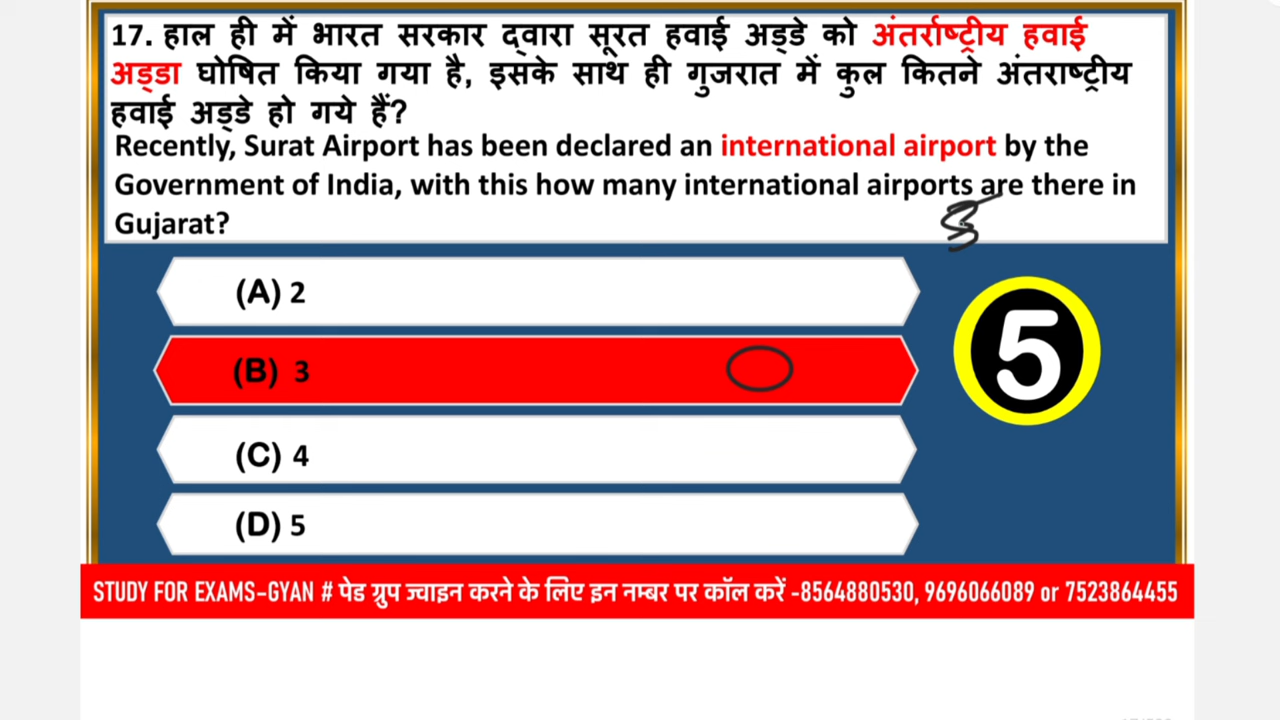 17. हाल ही में भारत सरकार द्वारा सूरत हवाई अड्डे को अंतर्राष्ट्रीय हवाई
अड्डा घोषित किया गया है, इसके साथ ही गुजरात में कुल कितने अंतराष्ट्रीय
हवाई अड्डे हो गये हैं?
Recently, Surat Airport has been declared an international airport by the
Government of India, with this how many international airports are there in
Gujarat?
(A) 2
(B) 3
(C) 4
(D) 5
5
STUDY FOR EXAMS-GYAN # पेड ग्रुप ज्वाइन करने के लिए इन नम्बर पर कॉल करें -8564880530, 9696066089 or 7523864455